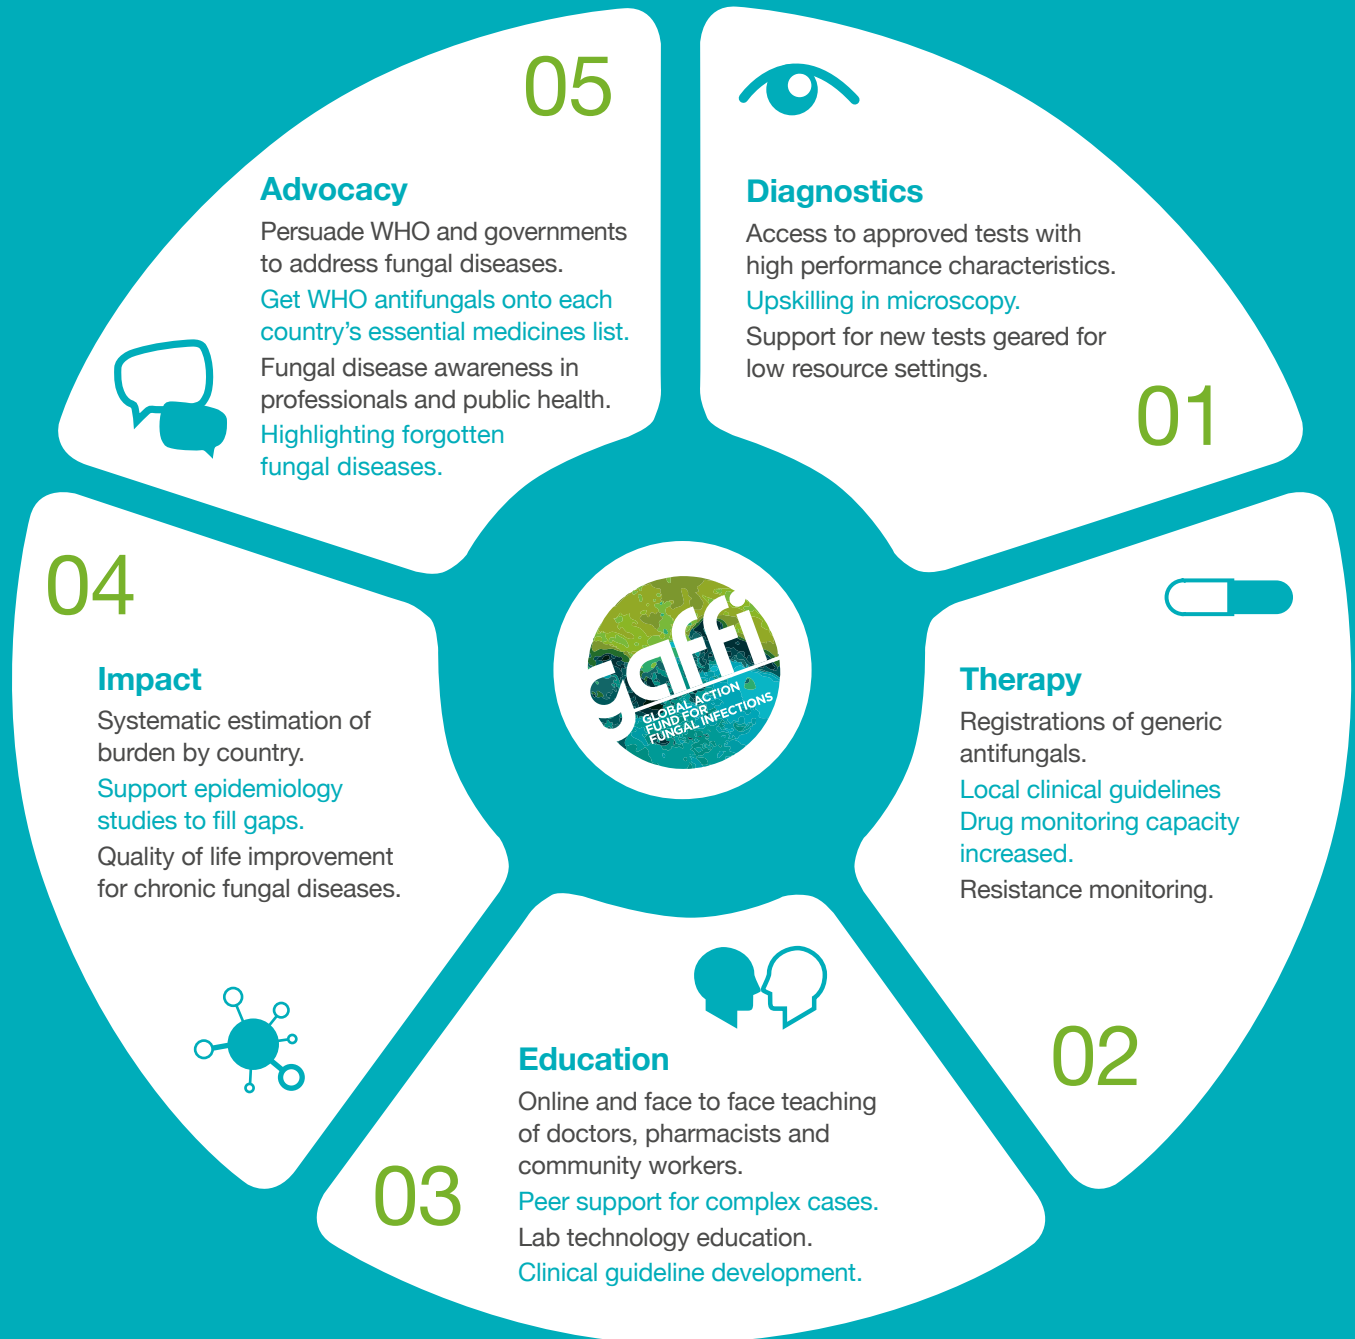 01
Diagnostics
Access to approved tests with
high performance characteristics.
Upskilling in microscopy.
Support for new tests geared for
low resource settings.
02
Therapy
Registrations of generic
antifungals.
Local clinical guidelines
Drug monitoring capacity
increased.
Resistance monitoring.
03
Education
Online and face to face teaching
of doctors, pharmacists and
community workers.
Peer support for complex cases.
Lab technology education.
Clinical guideline development.
04
Impact
Systematic estimation of
burden by country.
Support epidemiology
studies to fill gaps.
Quality of life improvement
for chronic fungal diseases.
05
Advocacy
Persuade WHO and governments
to address fungal diseases.
Get WHO antifungals onto each
country’s essential medicines list.
Fungal disease awareness in
professionals and public health.
Highlighting forgotten
fungal diseases.
gaffi
GLOBAL ACTION
FUND FOR
FUNGAL INFECTIONS